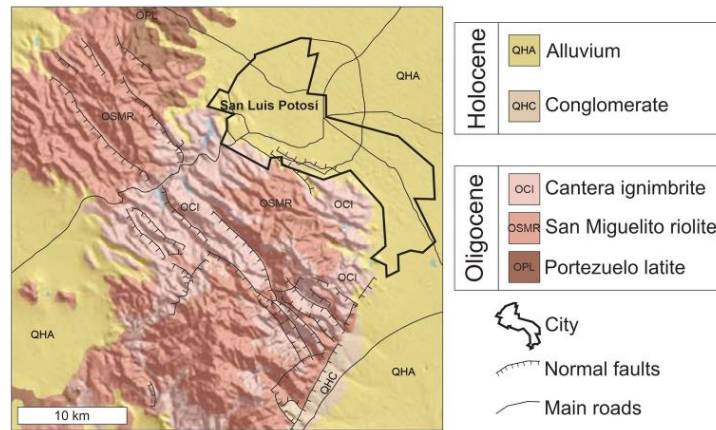 OPL
QHA
San Luis Potosí
OSMR
OCI
OSMR
OCI
OCI
QHA
QHC
QHA
10 km
Holocene
QHA Alluvium
QHC Conglomerate
Oligocene
OCI Cantera ignimbrite
OSMR San Miguelito riolite
OPL Portezuelo latite
City
Normal faults
Main roads